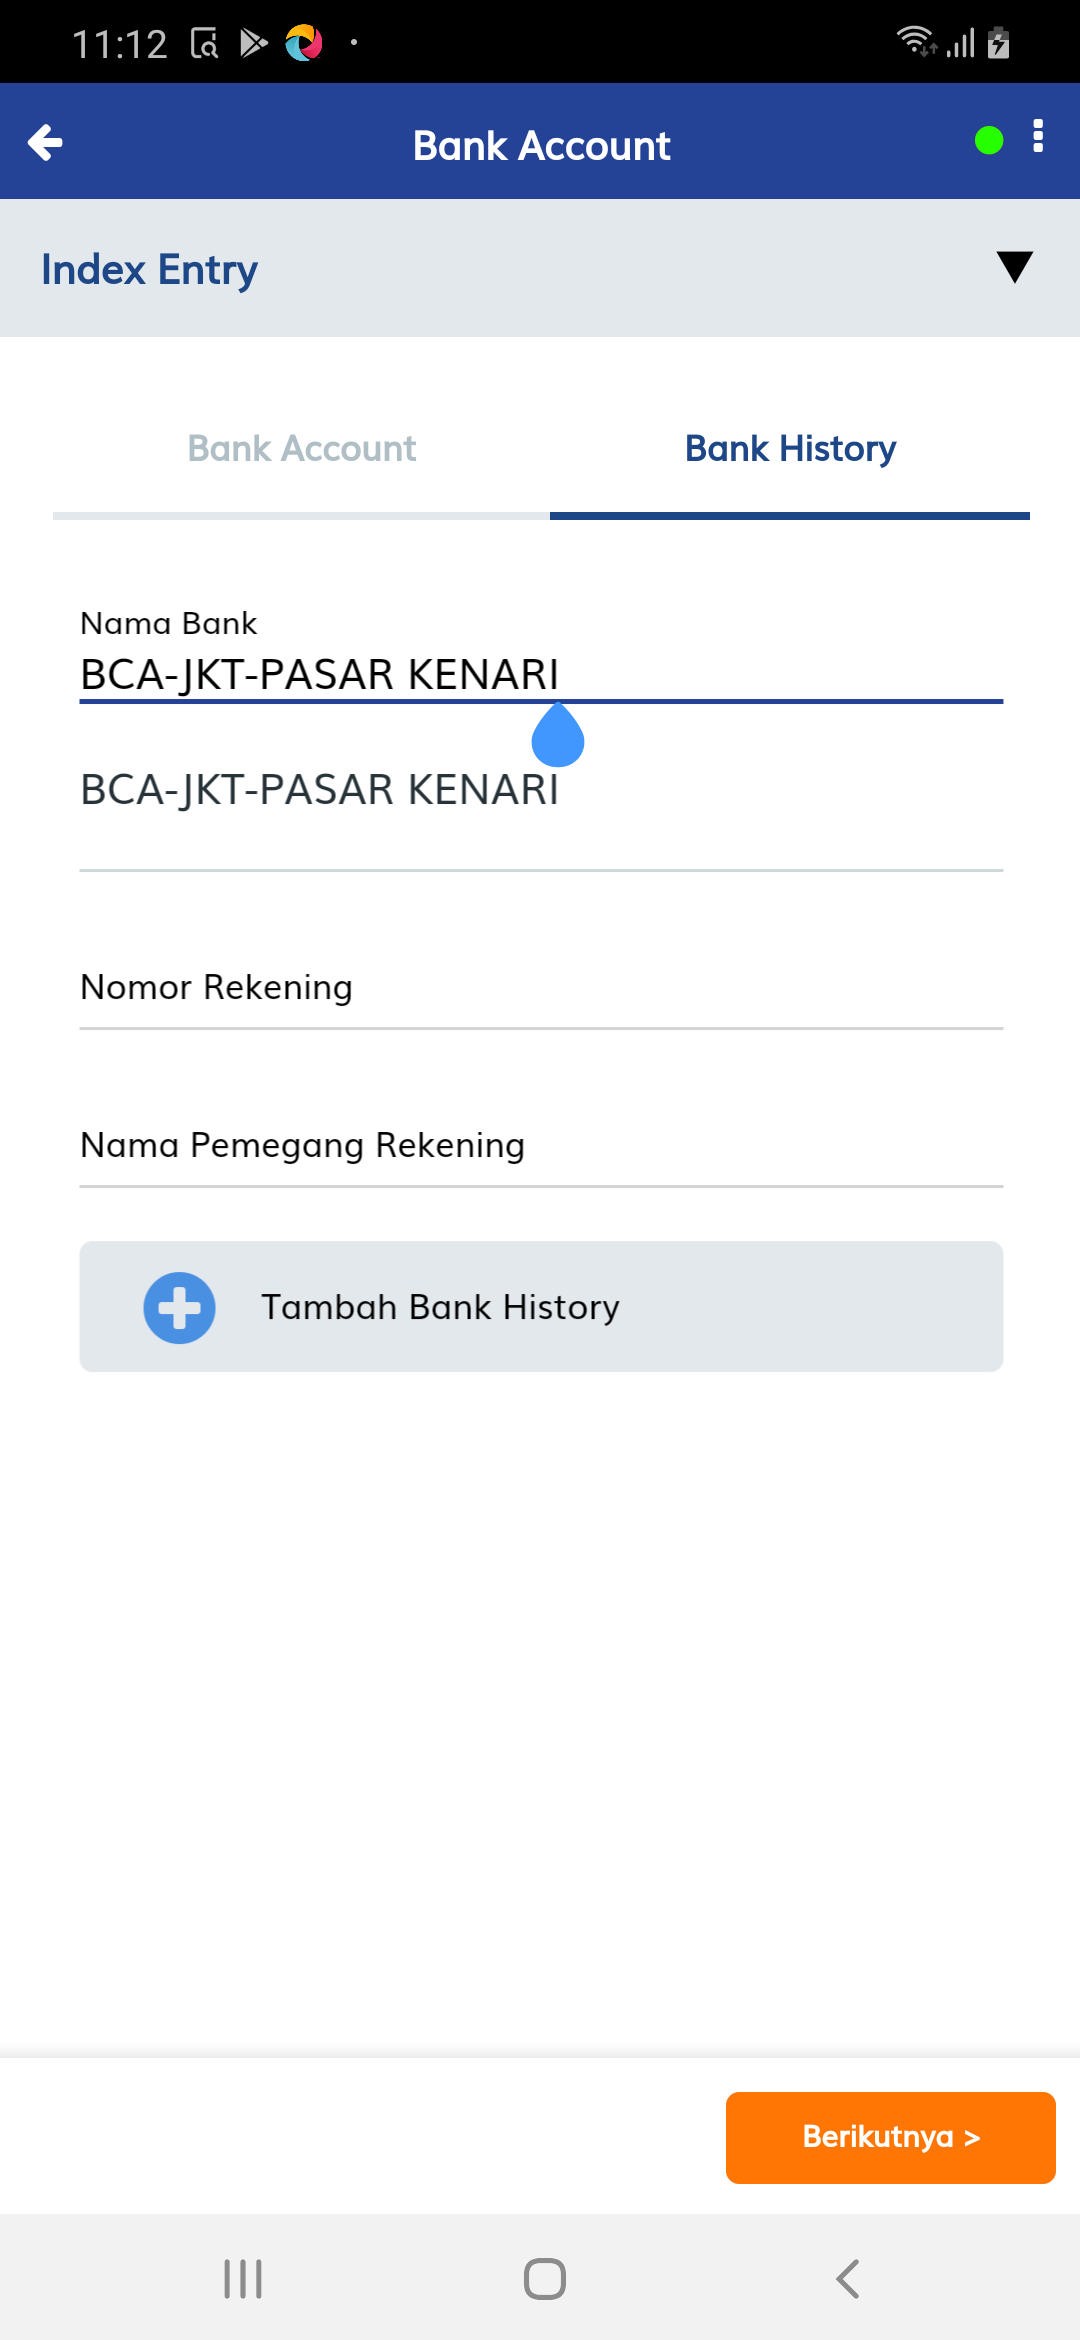 11:12
Bank Account
Index Entry
Bank Account
Bank History
Nama Bank
BCA-JKT-PASAR KENARI
BCA-JKT-PASAR KENARI
Nomor Rekening
Nama Pemegang Rekening
Tambah Bank History
Berikutnya >